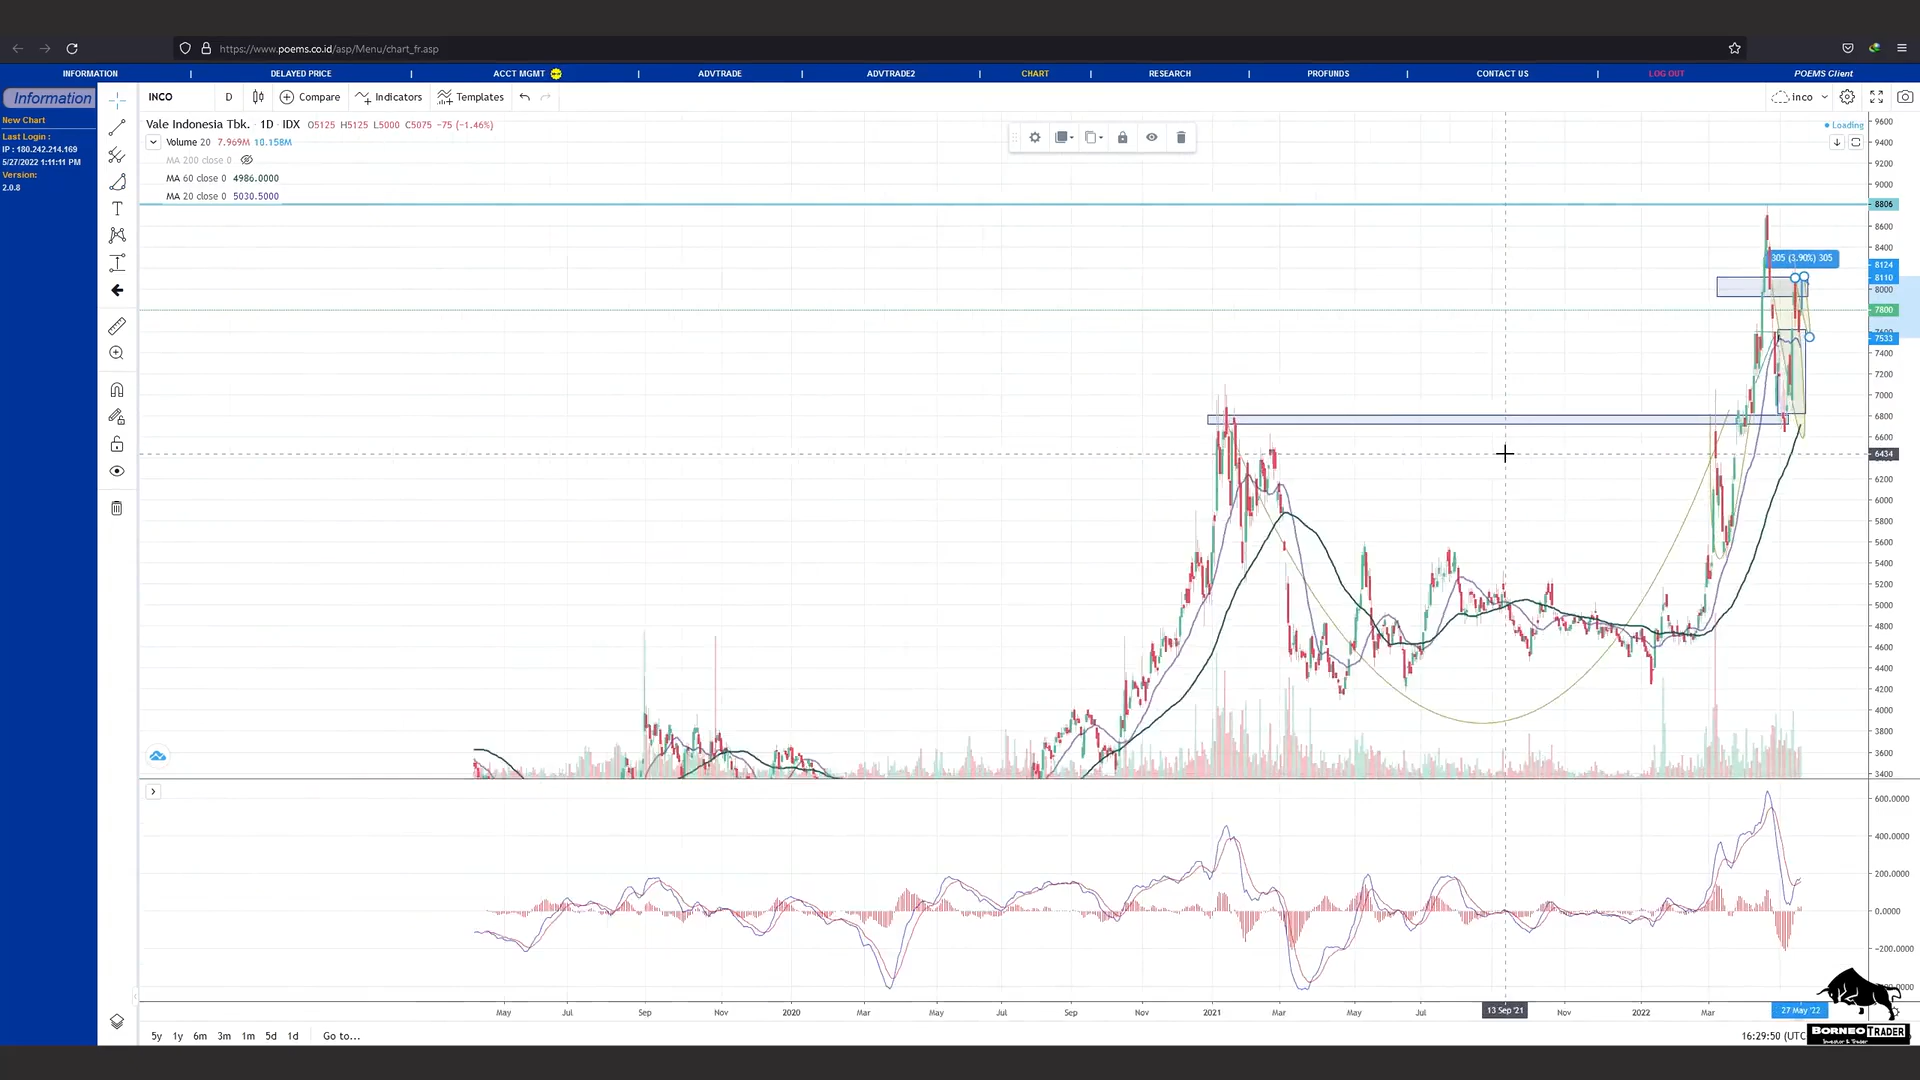 https://www.poems.co.id/asp/Menu/chart_fr.asp
INFORMATION | DELAYED PRICE | ACCT MGMT | ADVTRADE | ADVTRADE2 | CHART | RESEARCH | PROFUNDS | CONTACT US | LOG OUT POEMS Client
Information
New Chart
Last Login :
IP : 180.242.214.169
5/27/2022 1:11:11 PM
Version:
2.0.8
INCO D Compare Indicators Templates inco
Vale Indonesia Tbk. · 1D · IDX O5125 H5125 L5000 C5075 −75 (−1.46%)
Loading
Volume 20 7.969M 10.158M
MA 200 close 0
MA 60 close 0 4986.0000
MA 20 close 0 5030.5000
305 (3.90%) 305
9600
9400
9200
9000
8806
8600
8400
8124
8110
8000
7800
7533
7400
7200
7000
6800
6600
6434
6200
6000
5800
5600
5400
5200
5000
4800
4600
4400
4200
4000
3800
3600
3400
600.0000
400.0000
200.0000
0.0000
−200.0000
May Jul Sep Nov 2020 Mar May Jul Sep Nov 2021 Mar May Jul 13 Sep '21 Nov 2022 Mar 27 May '22
5y 1y 6m 3m 1m 5d 1d Go to...
16:29:50 (UTC
BORNEO TRADER
Investor & Trader